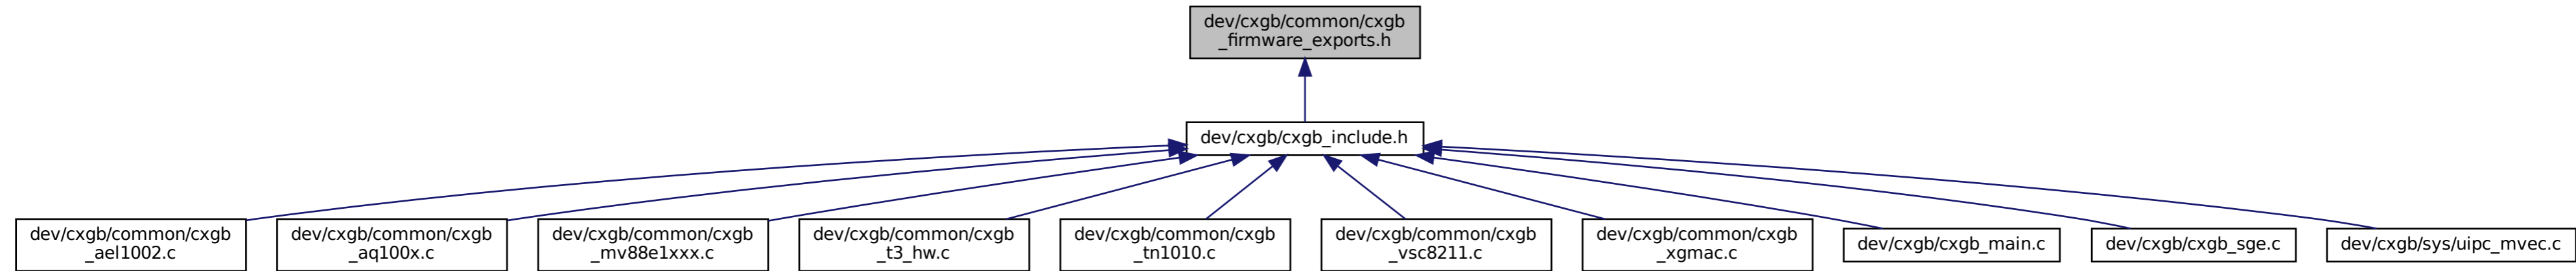 dev/cxgb/common/cxgb
_firmware_exports.h
dev/cxgb/cxgb_include.h
dev/cxgb/common/cxgb
_ael1002.c
dev/cxgb/common/cxgb
_aq100x.c
dev/cxgb/common/cxgb
_mv88e1xxx.c
dev/cxgb/common/cxgb
_t3_hw.c
dev/cxgb/common/cxgb
_tn1010.c
dev/cxgb/common/cxgb
_vsc8211.c
dev/cxgb/common/cxgb
_xgmac.c
dev/cxgb/cxgb_main.c
dev/cxgb/cxgb_sge.c
dev/cxgb/sys/uipc_mvec.c